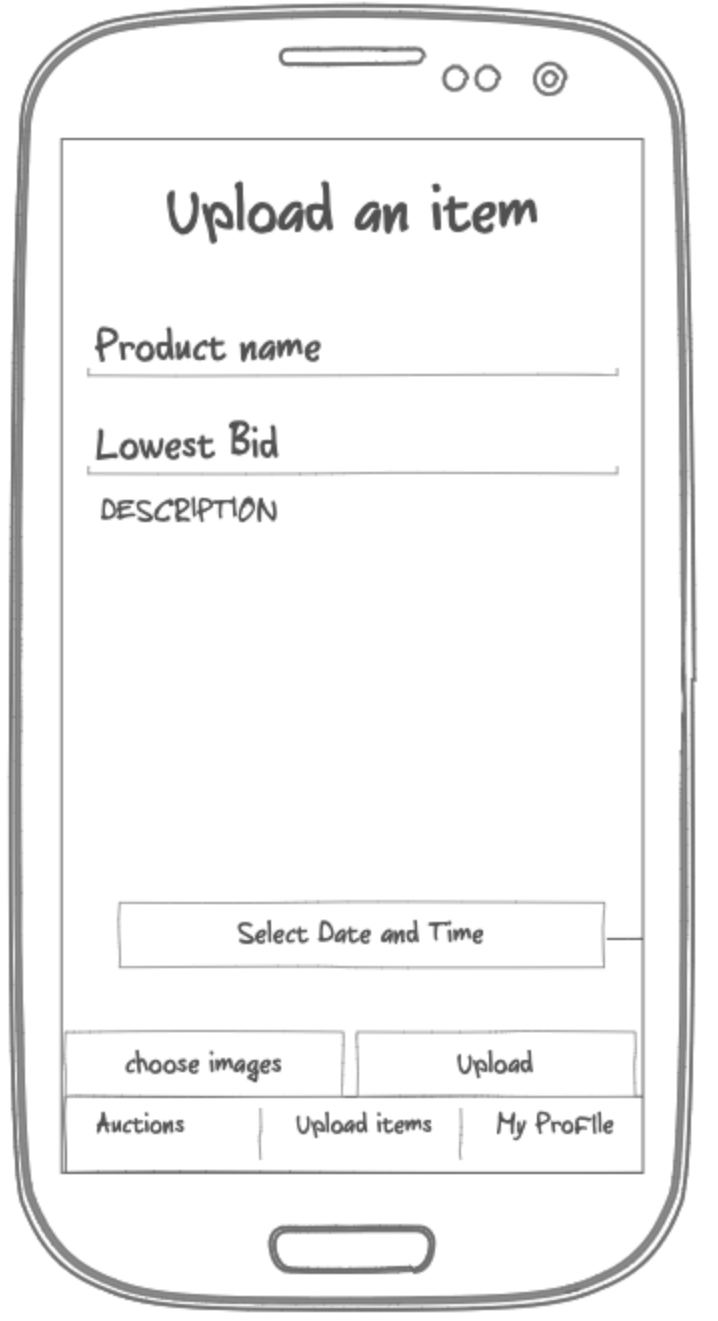 Upload an item
Product name
Lowest Bid
DESCRIPTION
Select Date and Time
choose images Upload
Auctions Upload items My ProFIle